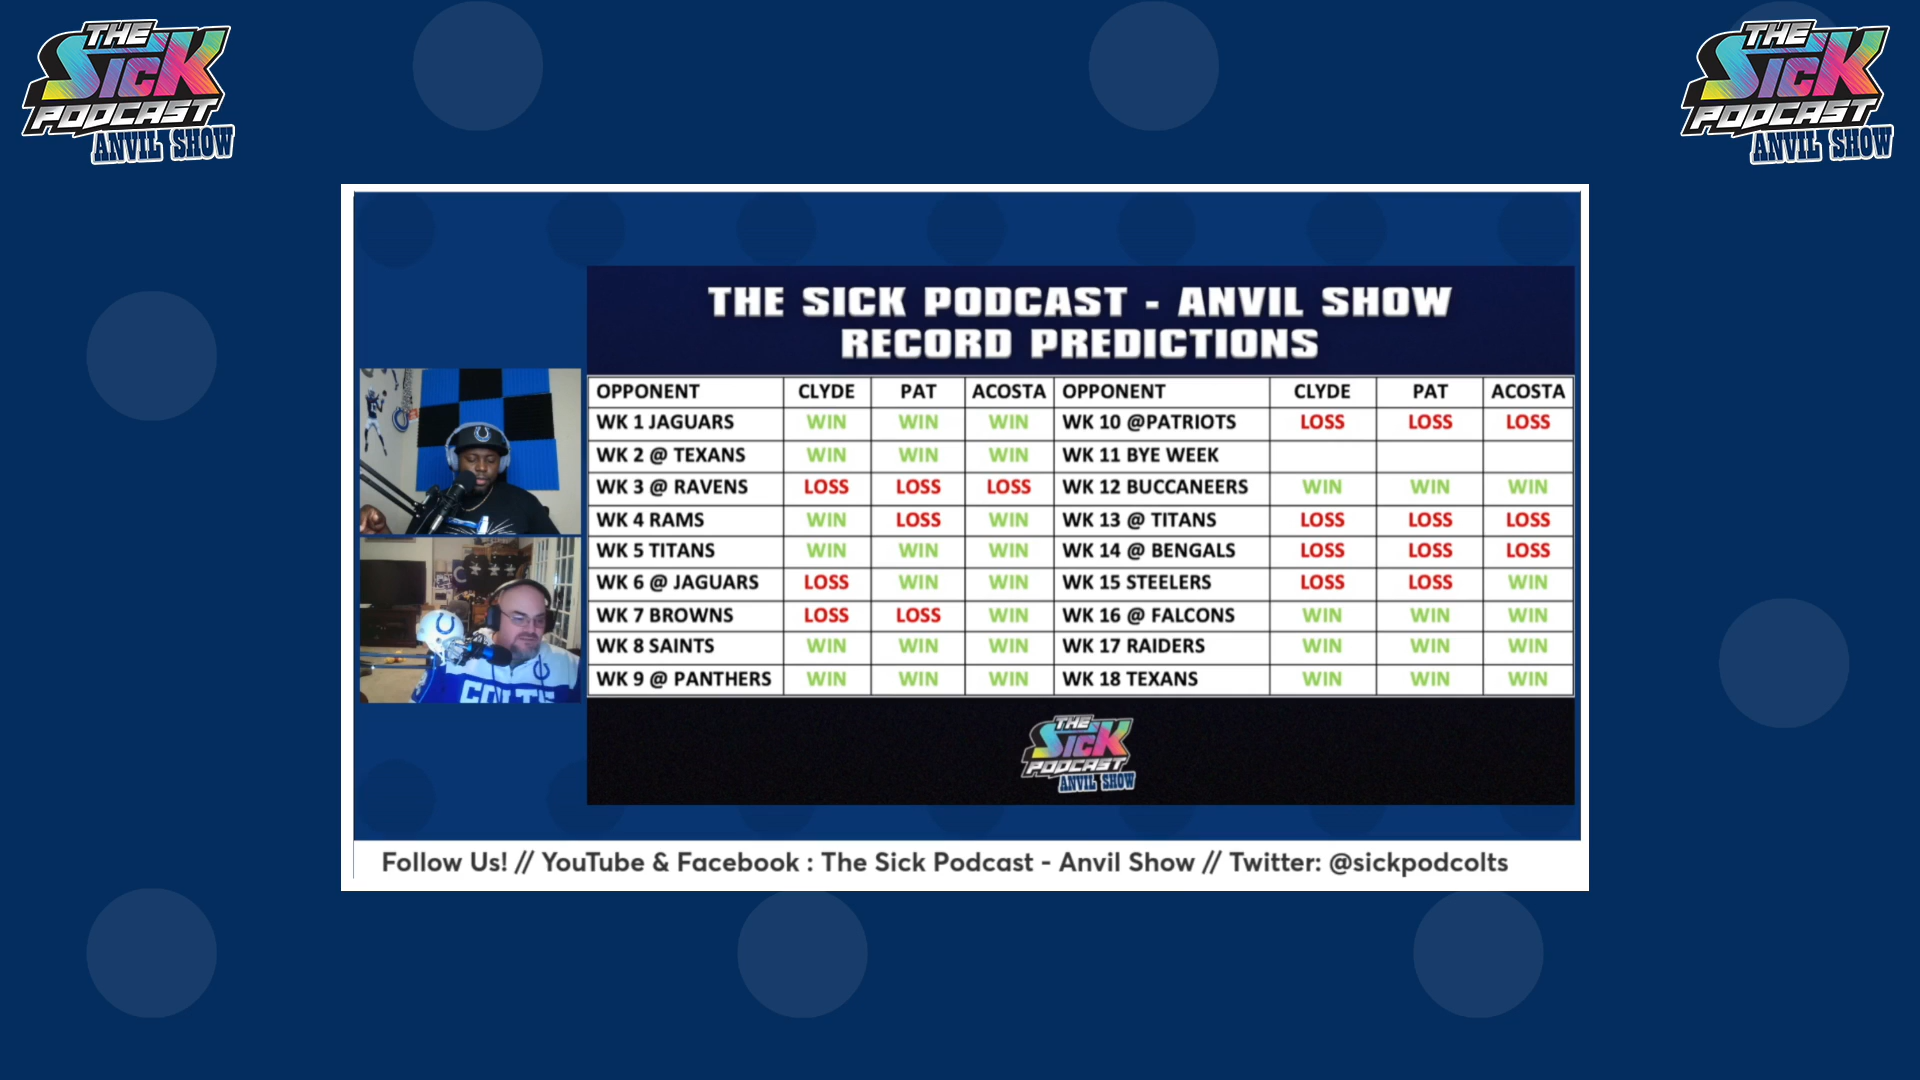 THE SICK PODCAST ANVIL SHOW
THE SICK PODCAST ANVIL SHOW
THE SICK PODCAST - ANVIL SHOW
RECORD PREDICTIONS
OPPONENT CLYDE PAT ACOSTA OPPONENT CLYDE PAT ACOSTA
WK 1 JAGUARS WIN WIN WIN WK 10 @PATRIOTS LOSS LOSS LOSS
WK 2 @ TEXANS WIN WIN WIN WK 11 BYE WEEK
WK 3 @ RAVENS LOSS LOSS LOSS WK 12 BUCCANEERS WIN WIN WIN
WK 4 RAMS WIN LOSS WIN WK 13 @ TITANS LOSS LOSS LOSS
WK 5 TITANS WIN WIN WIN WK 14 @ BENGALS LOSS LOSS LOSS
WK 6 @ JAGUARS LOSS WIN WIN WK 15 STEELERS LOSS LOSS WIN
WK 7 BROWNS LOSS LOSS WIN WK 16 @ FALCONS WIN WIN WIN
WK 8 SAINTS WIN WIN WIN WK 17 RAIDERS WIN WIN WIN
WK 9 @ PANTHERS WIN WIN WIN WK 18 TEXANS WIN WIN WIN
COLTS
THE SICK PODCAST ANVIL SHOW
Follow Us! // YouTube & Facebook : The Sick Podcast - Anvil Show // Twitter: @sickpodcolts